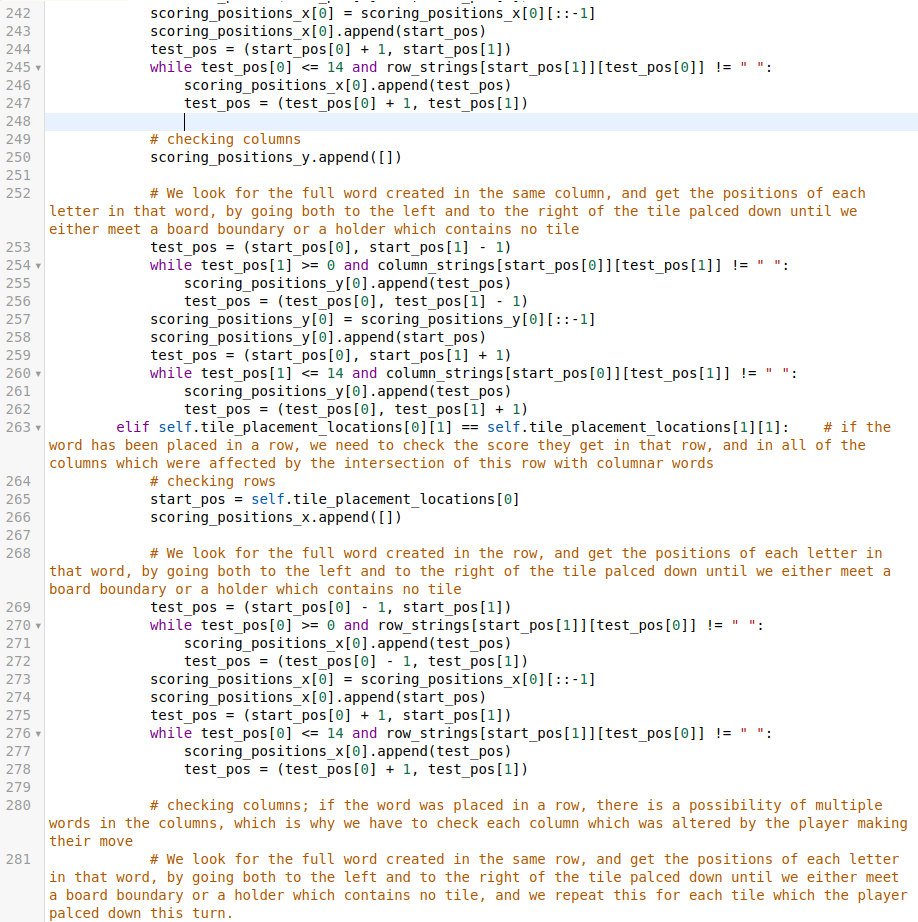 242 scoring_positions_x[0] = scoring_positions_x[0][::-1]
243 scoring_positions_x[0].append(start_pos)
244 test_pos = (start_pos[0] + 1, start_pos[1])
245 while test_pos[0] <= 14 and row_strings[start_pos[1]][test_pos[0]] != " ":
246 scoring_positions_x[0].append(test_pos)
247 test_pos = (test_pos[0] + 1, test_pos[1])
248
249 # checking columns
250 scoring_positions_y.append([])
251
252 # We look for the full word created in the same column, and get the positions of each
letter in that word, by going both to the left and to the right of the tile palced down until we
either meet a board boundary or a holder which contains no tile
253 test_pos = (start_pos[0], start_pos[1] - 1)
254 while test_pos[1] >= 0 and column_strings[start_pos[0]][test_pos[1]] != " ":
255 scoring_positions_y[0].append(test_pos)
256 test_pos = (test_pos[0], test_pos[1] - 1)
257 scoring_positions_y[0] = scoring_positions_y[0][::-1]
258 scoring_positions_y[0].append(start_pos)
259 test_pos = (start_pos[0], start_pos[1] + 1)
260 while test_pos[1] <= 14 and column_strings[start_pos[0]][test_pos[1]] != " ":
261 scoring_positions_y[0].append(test_pos)
262 test_pos = (test_pos[0], test_pos[1] + 1)
263 elif self.tile_placement_locations[0][1] == self.tile_placement_locations[1][1]: # if the
word has been placed in a row, we need to check the score they get in that row, and in all of the
columns which were affected by the intersection of this row with columnar words
264 # checking rows
265 start_pos = self.tile_placement_locations[0]
266 scoring_positions_x.append([])
267
268 # We look for the full word created in the row, and get the positions of each letter in
that word, by going both to the left and to the right of the tile palced down until we either meet a
board boundary or a holder which contains no tile
269 test_pos = (start_pos[0] - 1, start_pos[1])
270 while test_pos[0] >= 0 and row_strings[start_pos[1]][test_pos[0]] != " ":
271 scoring_positions_x[0].append(test_pos)
272 test_pos = (test_pos[0] - 1, test_pos[1])
273 scoring_positions_x[0] = scoring_positions_x[0][::-1]
274 scoring_positions_x[0].append(start_pos)
275 test_pos = (start_pos[0] + 1, start_pos[1])
276 while test_pos[0] <= 14 and row_strings[start_pos[1]][test_pos[0]] != " ":
277 scoring_positions_x[0].append(test_pos)
278 test_pos = (test_pos[0] + 1, test_pos[1])
279
280 # checking columns; if the word was placed in a row, there is a possibility of multiple
words in the columns, which is why we have to check each column which was altered by the player making
their move
281 # We look for the full word created in the same row, and get the positions of each letter
in that word, by going both to the left and to the right of the tile palced down until we either meet
a board boundary or a holder which contains no tile, and we repeat this for each tile which the player
palced down this turn.